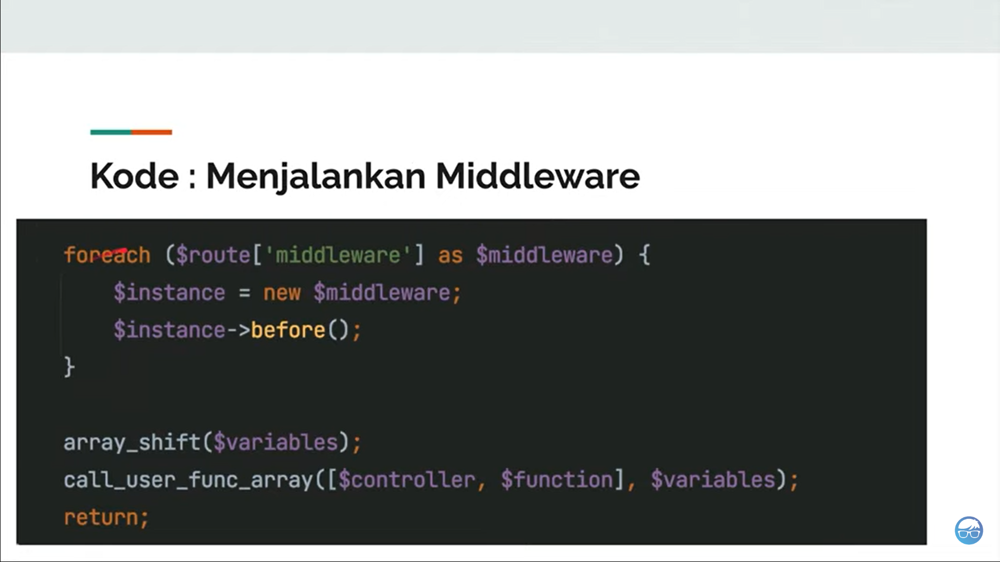 Kode : Menjalankan Middleware
foreach ($route['middleware'] as $middleware) {
    $instance = new $middleware;
    $instance->before();
}
array_shift($variables);
call_user_func_array([$controller, $function], $variables);
return;